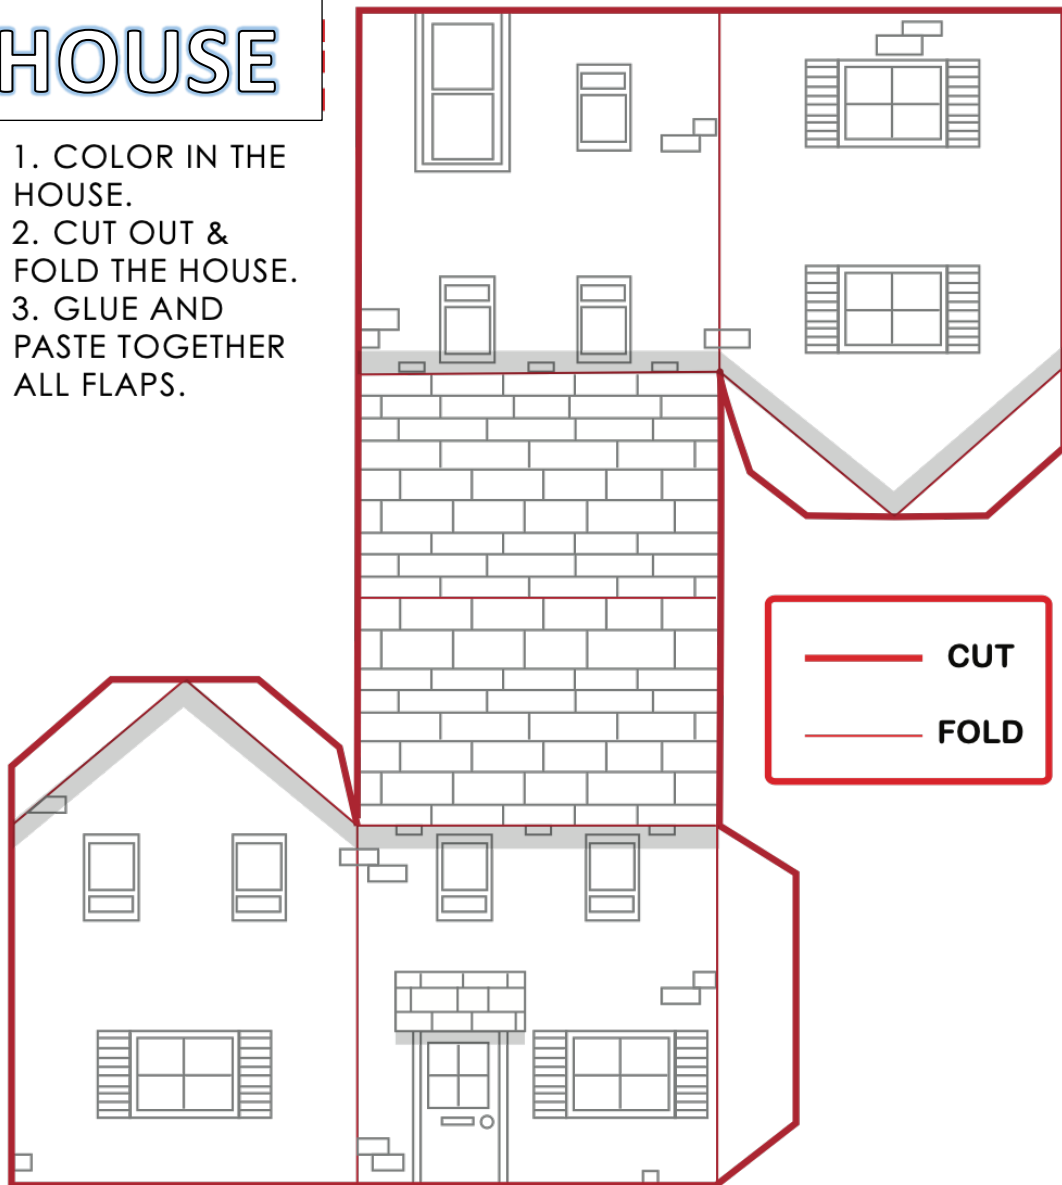 HOUSE
1. COLOR IN THE
HOUSE.
2. CUT OUT &
FOLD THE HOUSE.
3. GLUE AND
PASTE TOGETHER
ALL FLAPS.
CUT
FOLD